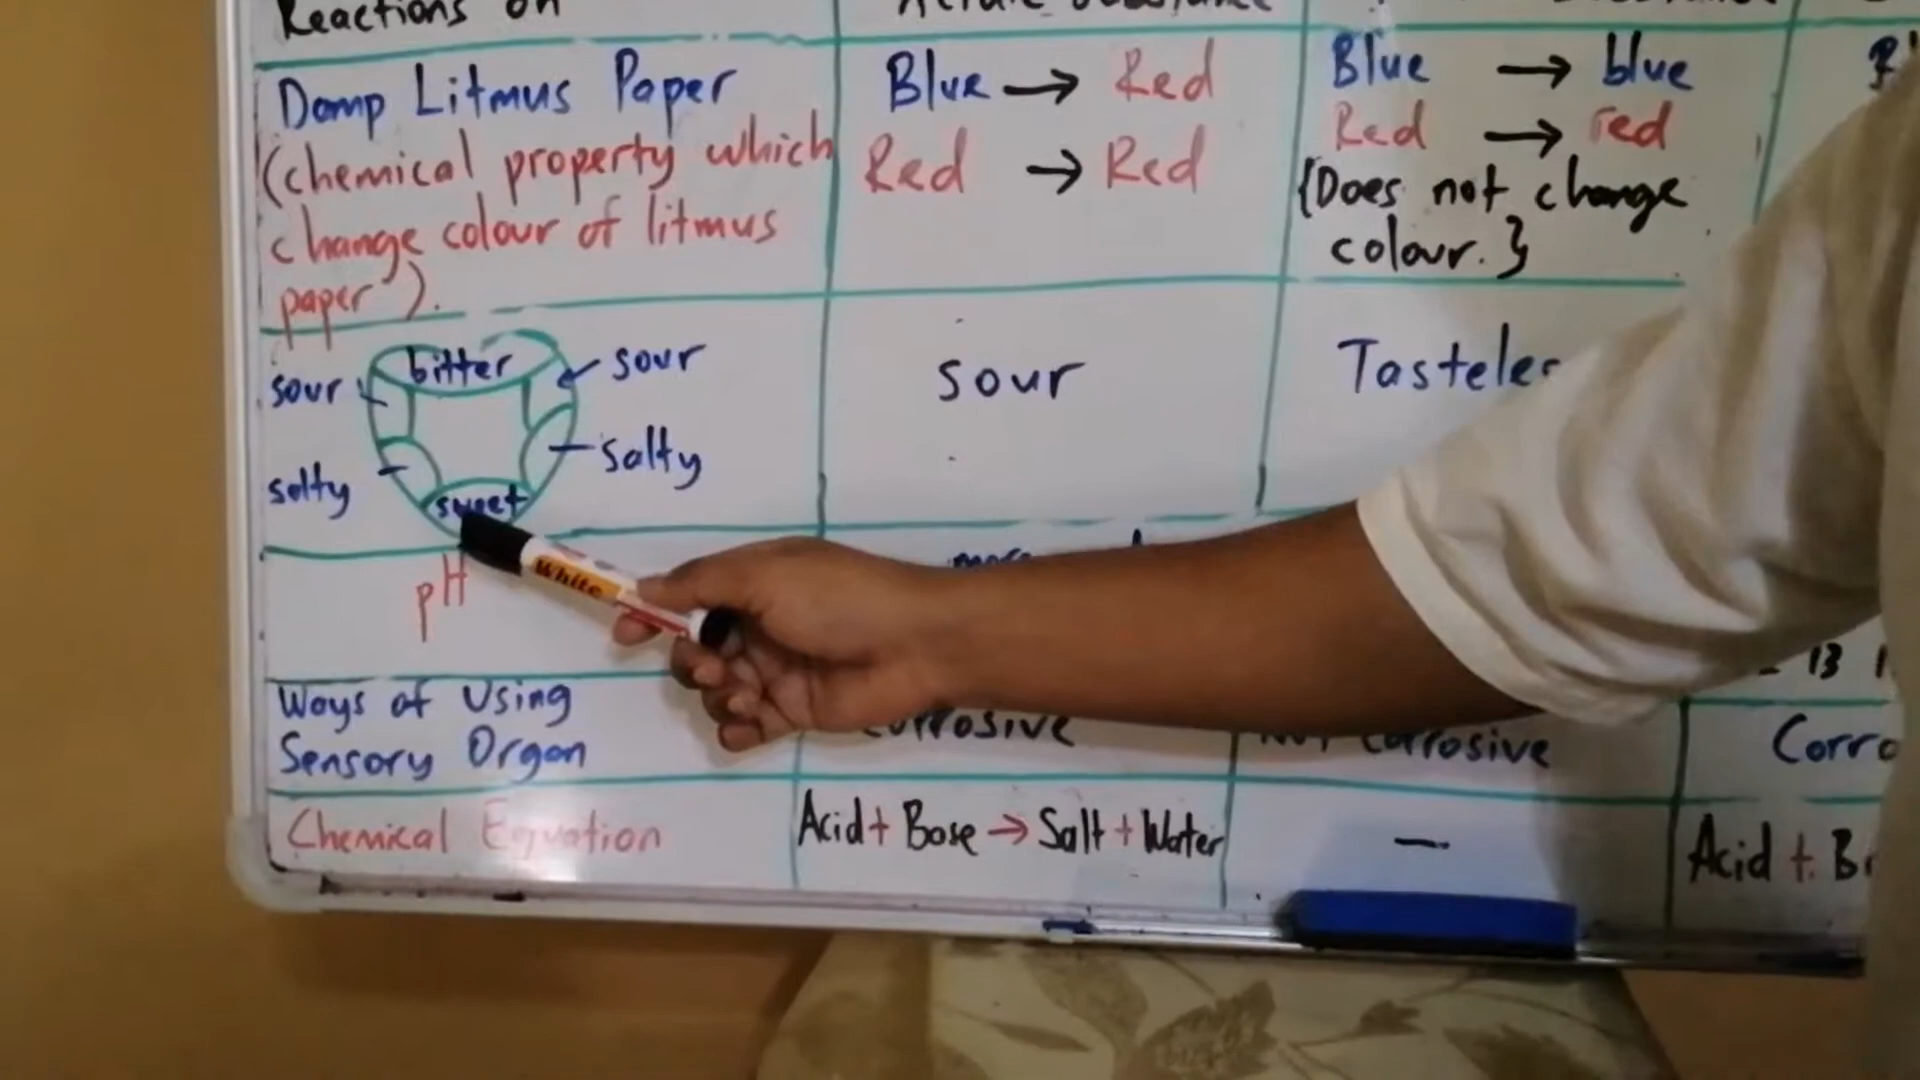 Reactions on
Damp Litmus Paper
(chemical property which
change colour of litmus
paper).
Blue → Red
Red → Red
Blue → blue
Red → red
{Does not change
colour.}
bitter
sour
sour
salty
salty
sweet
sour
Tasteles
pH
White
13
Ways of Using
Sensory Organ
Corrosive
Not Corrosive
Corro
Chemical Equation
Acid + Base → Salt + Water
—
Acid + B